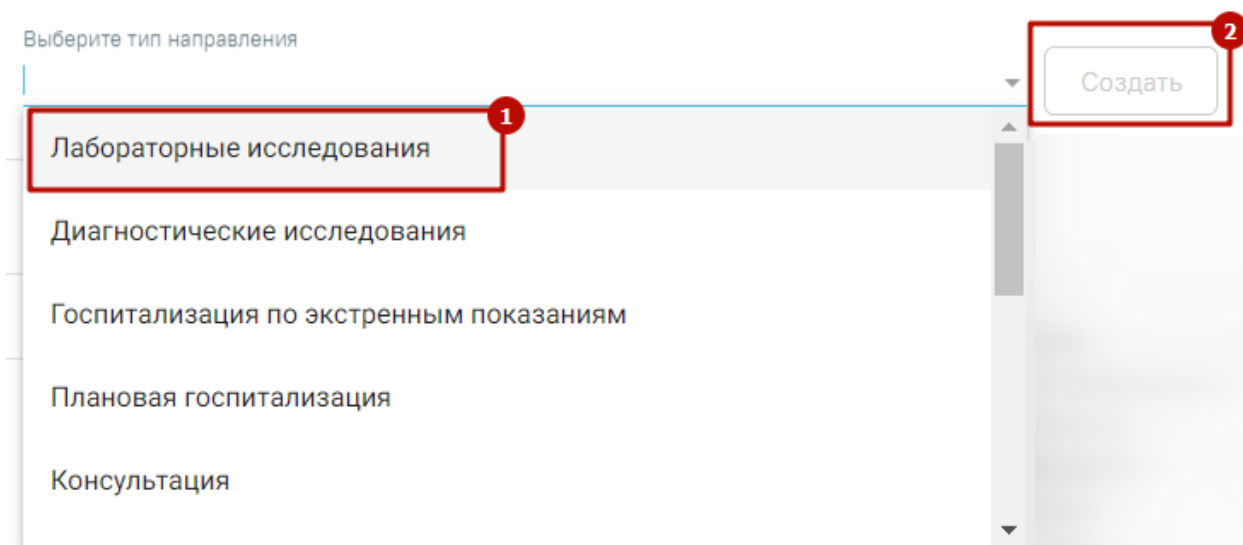 Выберите тип направления
2
Создать
1
Лабораторные исследования
Диагностические исследования
Госпитализация по экстренным показаниям
Плановая госпитализация
Консультация